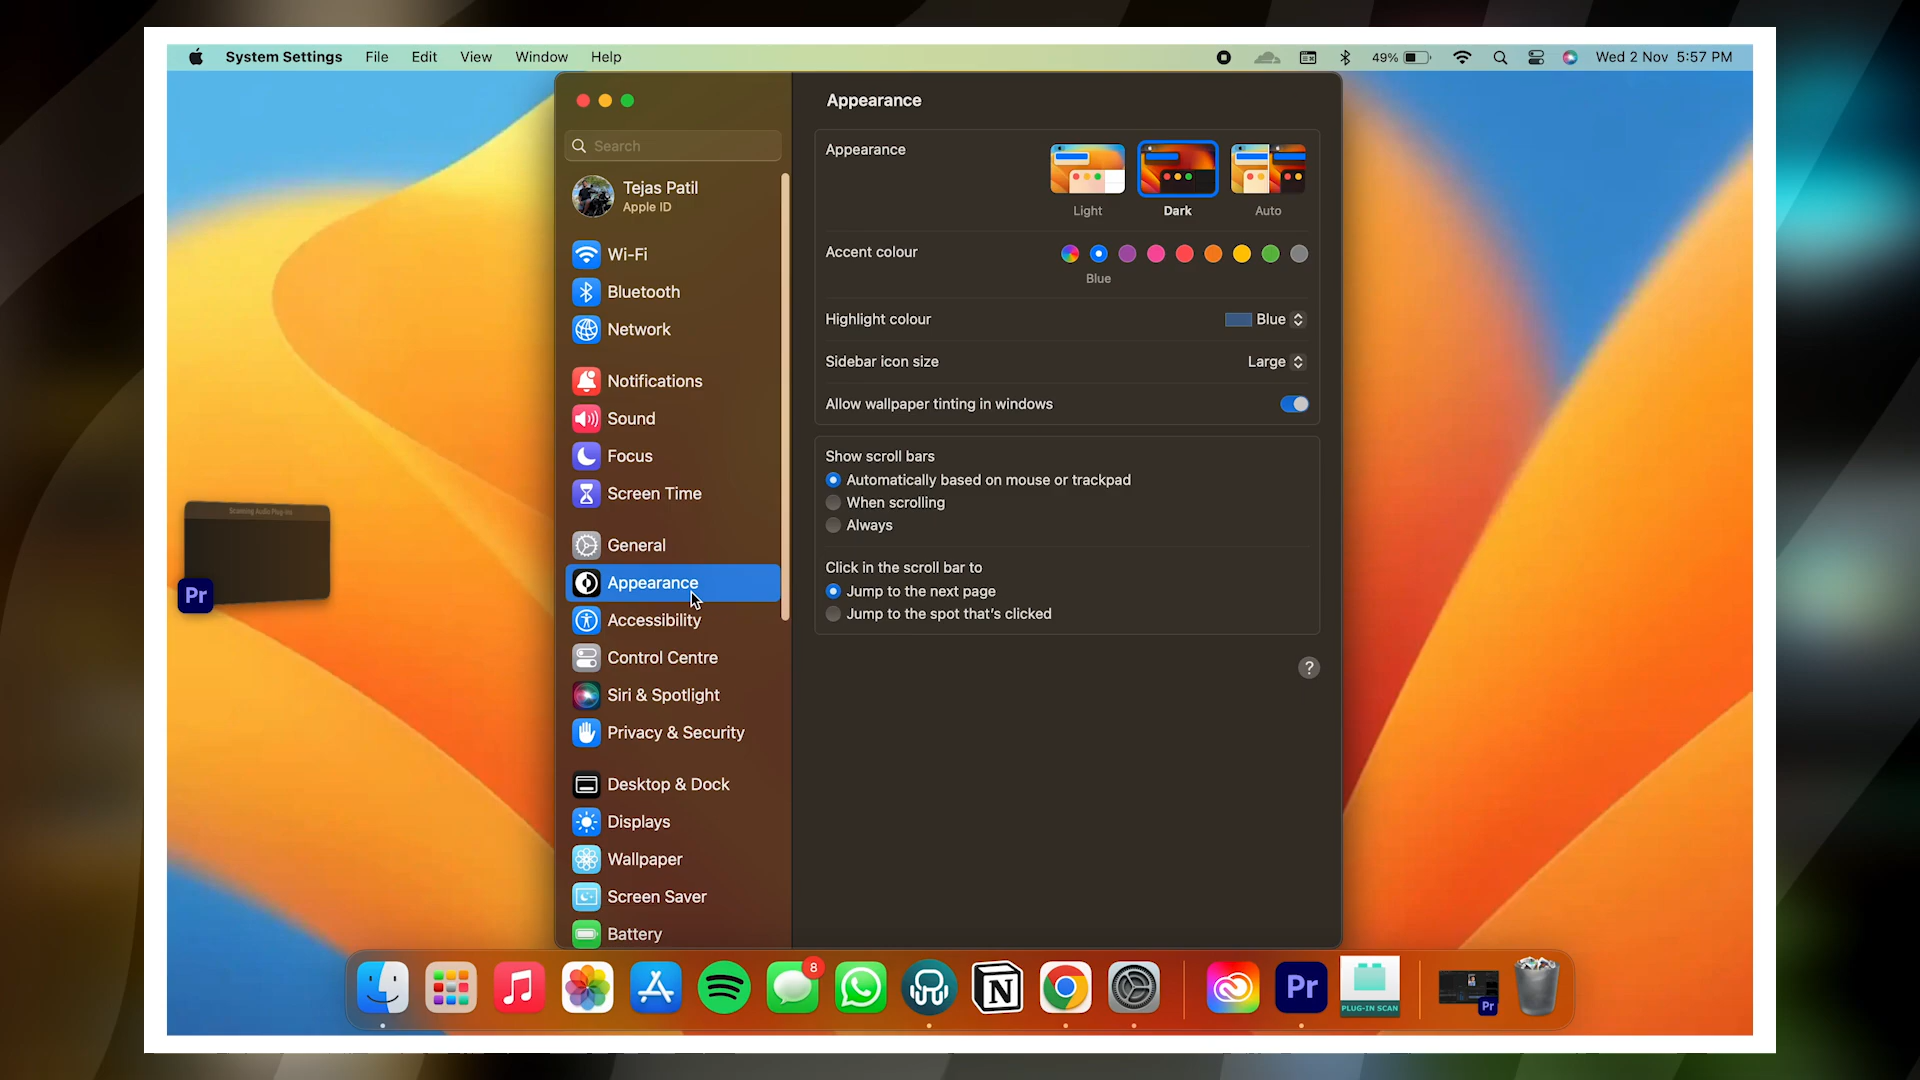 System Settings File Edit View Window Help 49% Wed 2 Nov 5:57 PM
Search
Tejas Patil
Apple ID
Wi-Fi
Bluetooth
Network
Notifications
Sound
Focus
Screen Time
General
Appearance
Accessibility
Control Centre
Siri & Spotlight
Privacy & Security
Desktop & Dock
Displays
Wallpaper
Screen Saver
Battery
Appearance
Appearance
Light Dark Auto
Accent colour
Blue
Highlight colour Blue
Sidebar icon size Large
Allow wallpaper tinting in windows
Show scroll bars
Automatically based on mouse or trackpad
When scrolling
Always
Click in the scroll bar to
Jump to the next page
Jump to the spot that's clicked
?
Scanning Audio Plug-ins
Pr
8
N
Pr
PLUG-IN SCAN
Pr